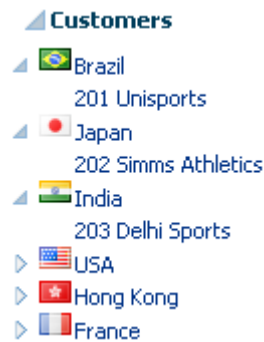 Customers
Brazil
201 Unisports
Japan
202 Simms Athletics
India
203 Delhi Sports
USA
Hong Kong
France